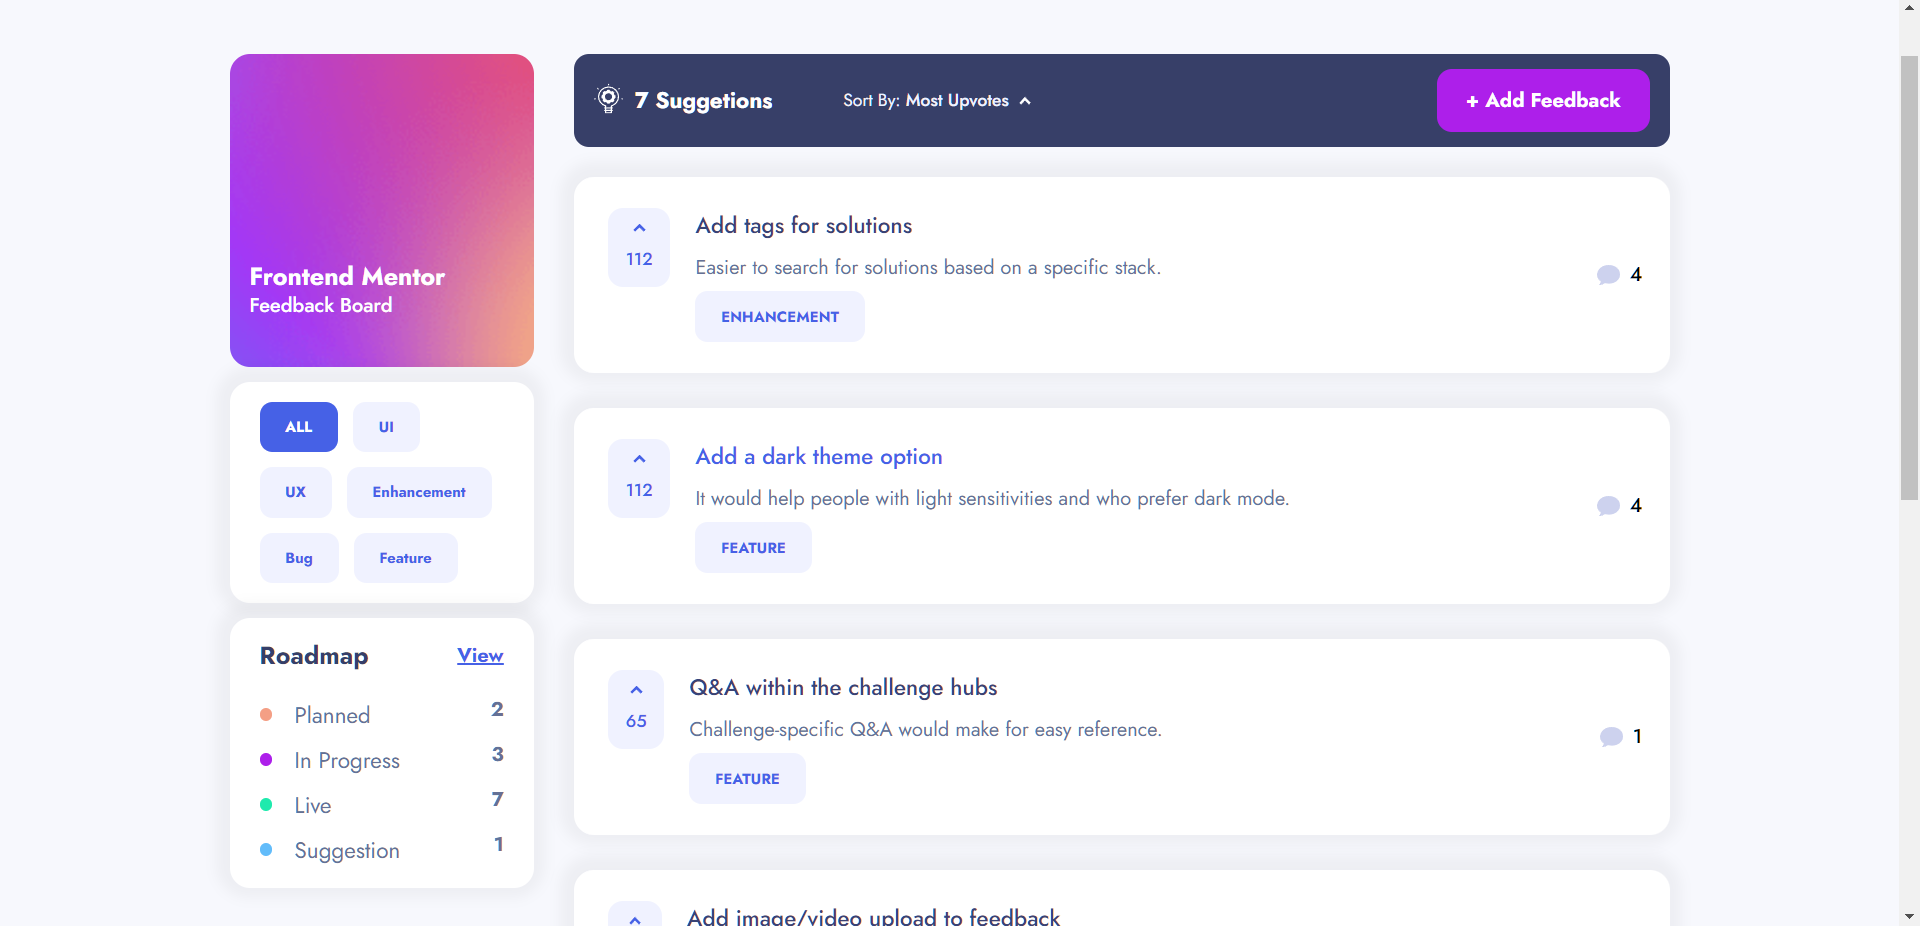 Frontend Mentor
Feedback Board
ALL
UI
UX
Enhancement
Bug
Feature
Roadmap
View
Planned
2
In Progress
3
Live
7
Suggestion
1
7 Suggetions
Sort By: Most Upvotes
+ Add Feedback
112
Add tags for solutions
Easier to search for solutions based on a specific stack.
ENHANCEMENT
4
112
Add a dark theme option
It would help people with light sensitivities and who prefer dark mode.
FEATURE
4
65
Q&A within the challenge hubs
Challenge-specific Q&A would make for easy reference.
FEATURE
1
Add image/video upload to feedback